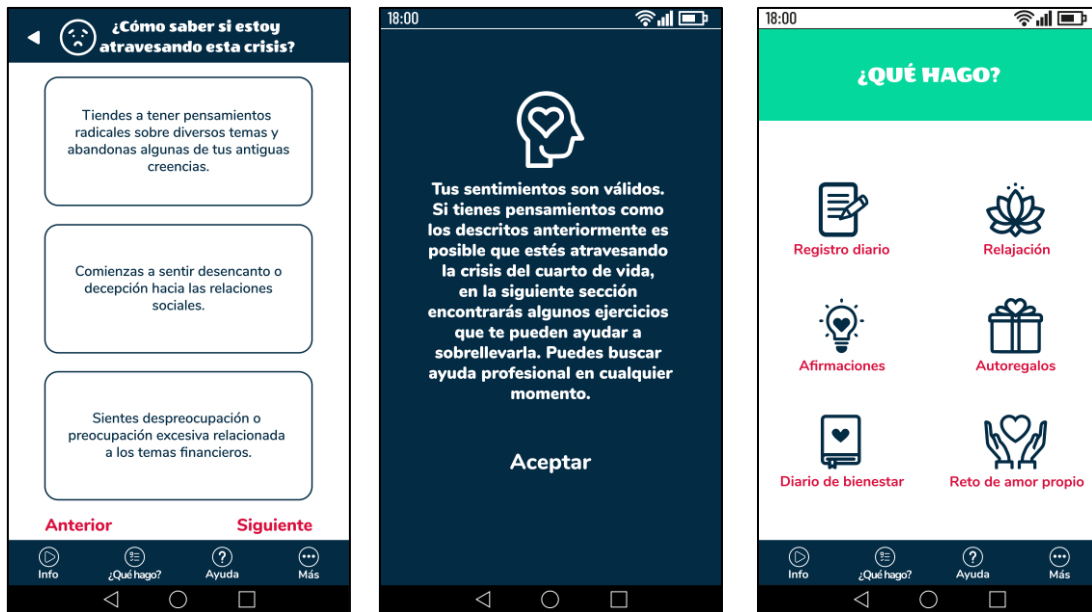 ¿Cómo saber si estoy
atravesando esta crisis?
Tiendes a tener pensamientos
radicales sobre diversos temas y
abandonas algunas de tus antiguas
creencias.
Comienzas a sentir desencanto o
decepción hacia las relaciones
sociales.
Sientes despreocupación o
preocupación excesiva relacionada
a los temas financieros.
Anterior
Siguiente
Info
¿Qué hago?
Ayuda
Más
18:00
Tus sentimientos son válidos.
Si tienes pensamientos como
los descritos anteriormente es
posible que estés atravesando
la crisis del cuarto de vida,
en la siguiente sección
encontrarás algunos ejercicios
que te pueden ayudar a
sobrellevarla. Puedes buscar
ayuda profesional en cualquier
momento.
Aceptar
18:00
¿QUÉ HAGO?
Registro diario
Relajación
Afirmaciones
Autoregalos
Diario de bienestar
Reto de amor propio
Info
¿Qué hago?
Ayuda
Más